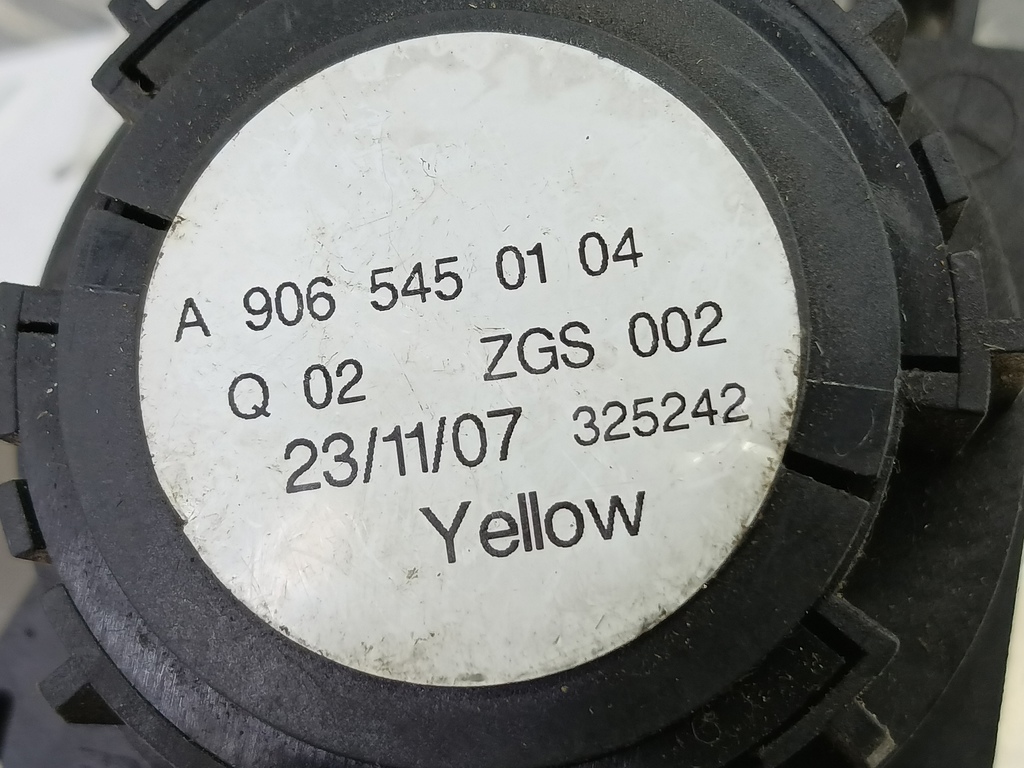 A 906 545 01 04
Q 02 ZGS 002
23/11/07 325242
Yellow